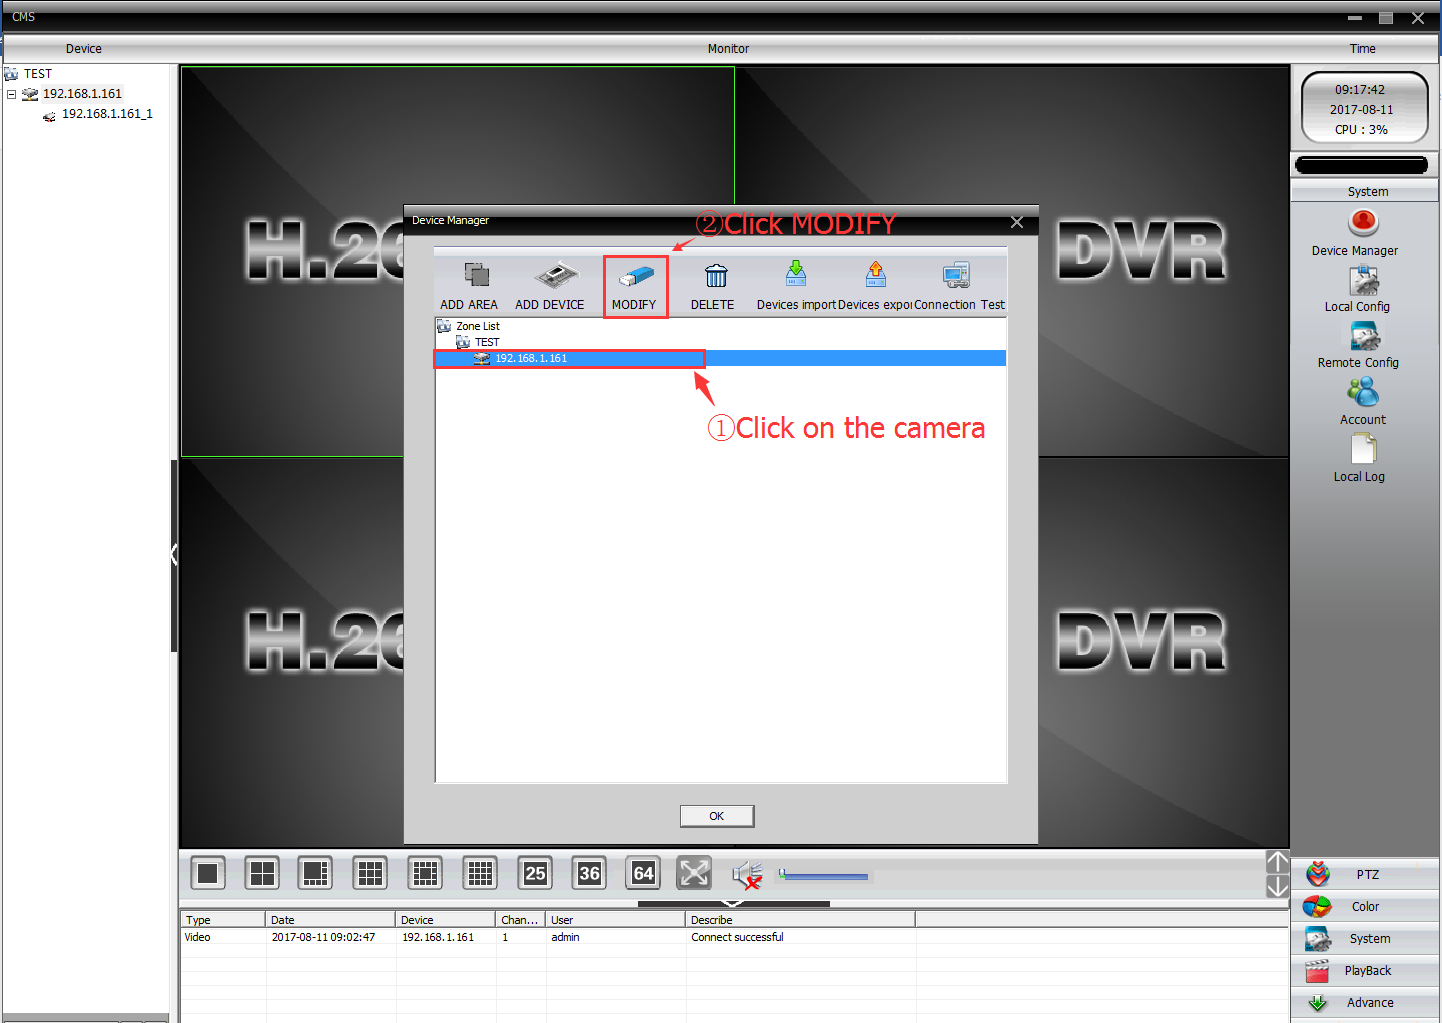 CMS
Device
Monitor
Time
TEST
192.168.1.161
192.168.1.161_1
09:17:42
2017-08-11
CPU : 3%
System
Device Manager
Local Config
Remote Config
Account
Local Log
H.26
DVR
Device Manager
②Click MODIFY
ADD AREA
ADD DEVICE
MODIFY
DELETE
Devices import
Devices expor
Connection Test
Zone List
TEST
192.168.1.161
①Click on the camera
H.26
DVR
OK
25
36
64
PTZ
Color
System
PlayBack
Advance
Type Date Device Chan... User Describe
Video 2017-08-11 09:02:47 192.168.1.161 1 admin Connect successful